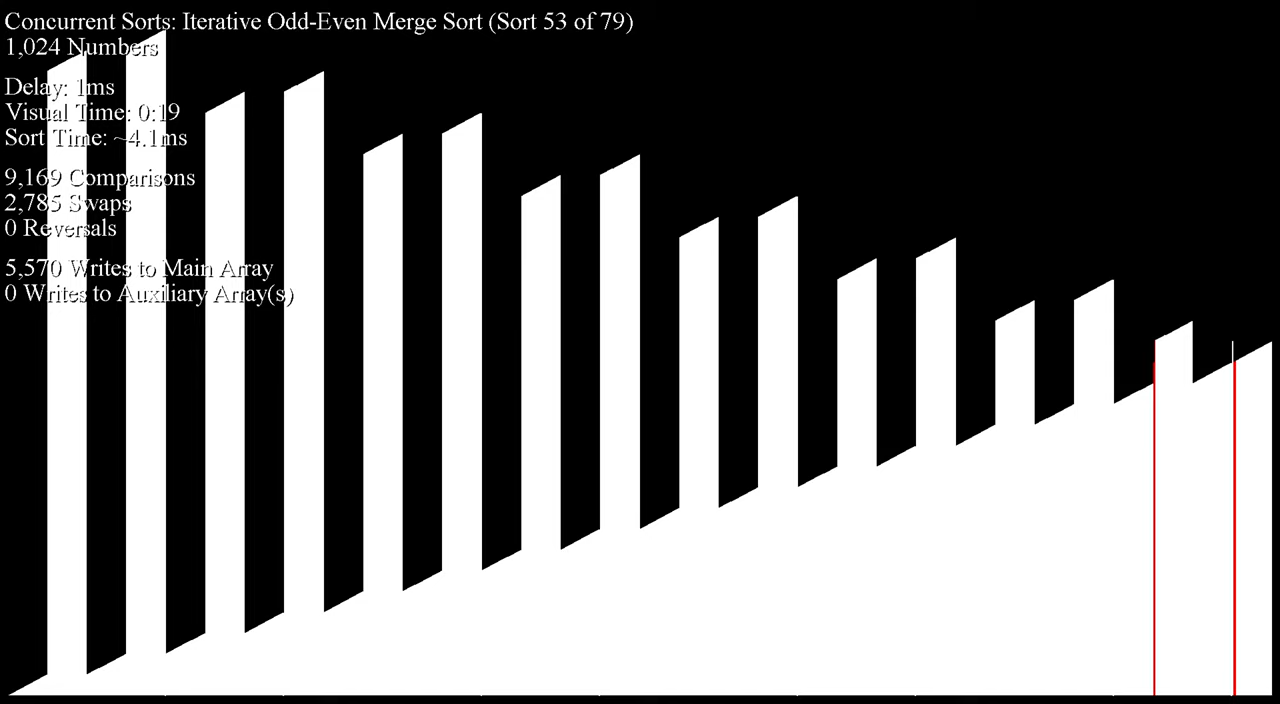 Concurrent Sorts: Iterative Odd-Even Merge Sort (Sort 53 of 79)
1,024 Numbers
Delay: 1ms
Visual Time: 0:19
Sort Time: ~4.1ms
9,169 Comparisons
2,785 Swaps
0 Reversals
5,570 Writes to Main Array
0 Writes to Auxiliary Array(s)